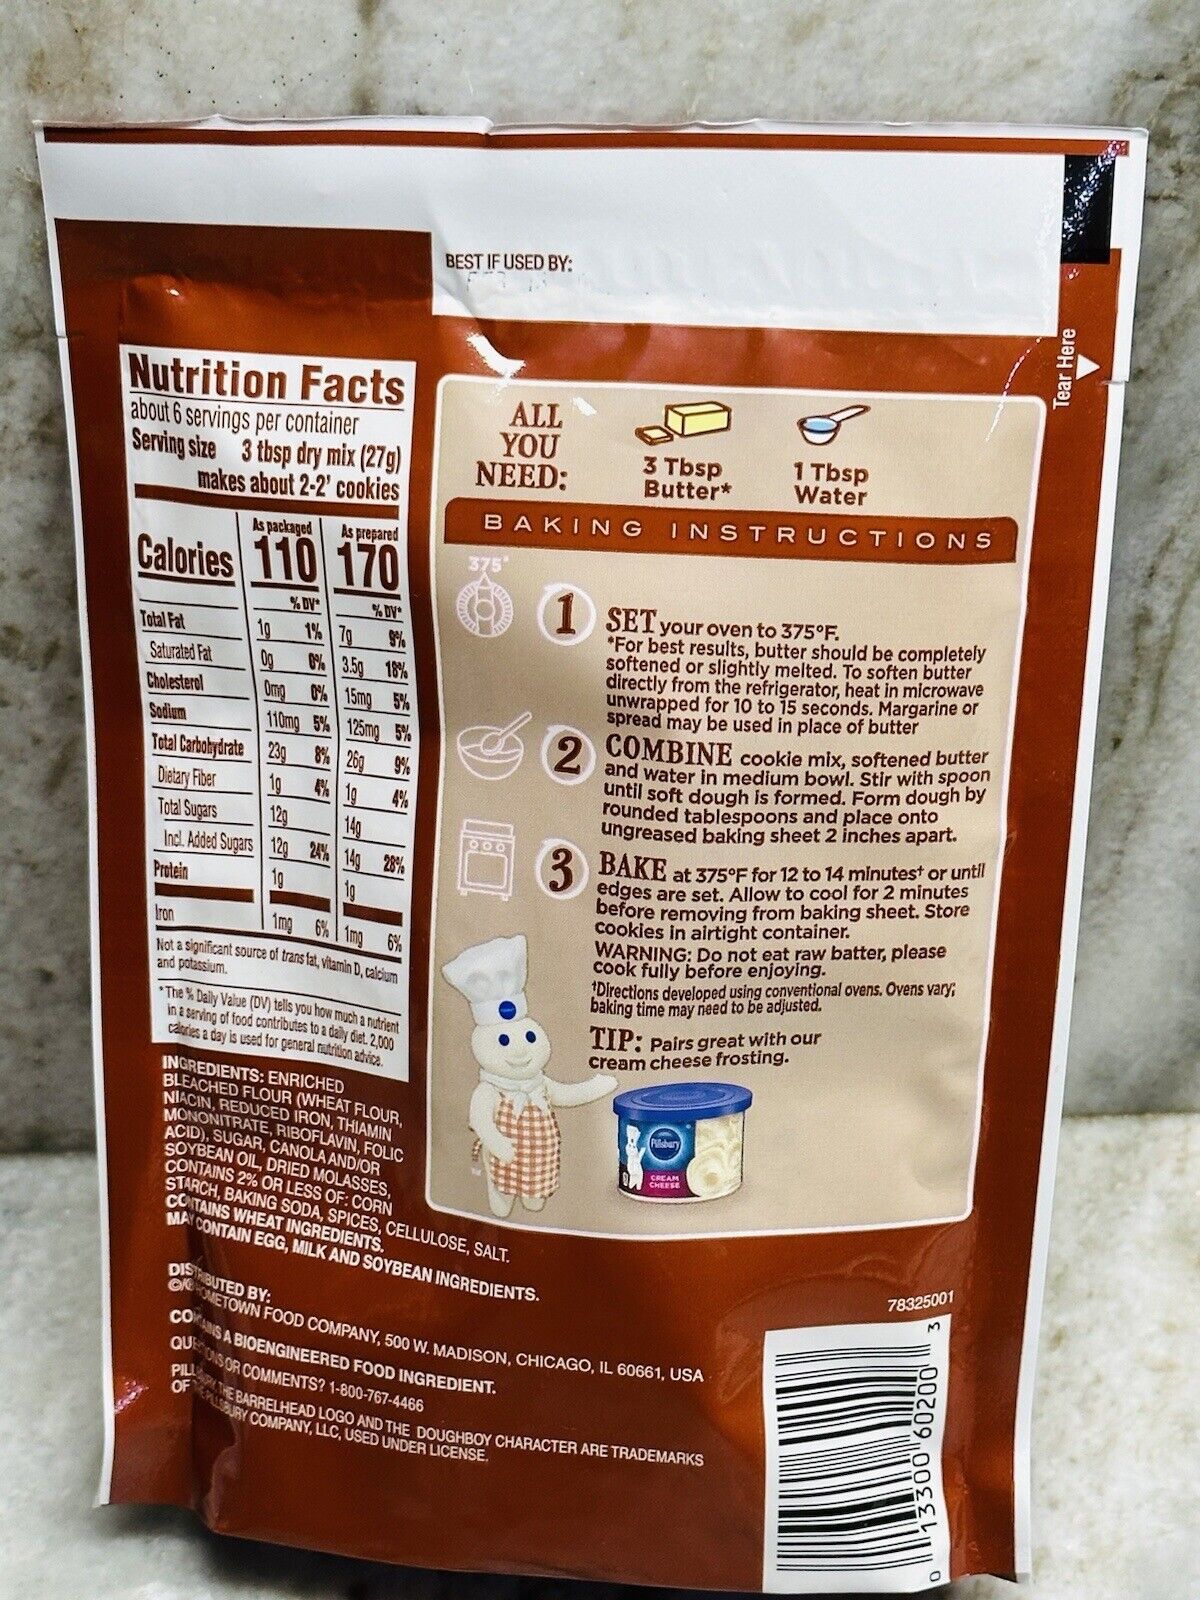 BEST IF USED BY:
Tear Here
Nutrition Facts
about 6 servings per container
Serving size 3 tbsp dry mix (27g)
makes about 2-2' cookies
As packaged As prepared
Calories 110 170
% DV* % DV*
Total Fat 1g 1% 7g 9%
Saturated Fat 0g 0% 3.5g 18%
Cholesterol 0mg 0% 15mg 5%
Sodium 110mg 5% 125mg 5%
Total Carbohydrate 23g 8% 26g 9%
Dietary Fiber 1g 4% 1g 4%
Total Sugars 12g 14g
Incl. Added Sugars 12g 24% 14g 28%
Protein 1g 1g
Iron 1mg 6% 1mg 6%
Not a significant source of trans fat, vitamin D, calcium
and potassium.
*The % Daily Value (DV) tells you how much a nutrient
in a serving of food contributes to a daily diet. 2,000
calories a day is used for general nutrition advice.
INGREDIENTS: ENRICHED
BLEACHED FLOUR (WHEAT FLOUR,
NIACIN, REDUCED IRON, THIAMIN
MONONITRATE, RIBOFLAVIN, FOLIC
ACID), SUGAR, CANOLA AND/OR
SOYBEAN OIL, DRIED MOLASSES,
CONTAINS 2% OR LESS OF: CORN
STARCH, BAKING SODA, SPICES, CELLULOSE, SALT.
CONTAINS WHEAT INGREDIENTS.
MAY CONTAIN EGG, MILK AND SOYBEAN INGREDIENTS.
DISTRIBUTED BY:
HOMETOWN FOOD COMPANY, 500 W. MADISON, CHICAGO, IL 60661, USA
CONTAINS A BIOENGINEERED FOOD INGREDIENT.
QUESTIONS OR COMMENTS? 1-800-767-4466
PILLSBURY, THE BARRELHEAD LOGO AND THE DOUGHBOY CHARACTER ARE TRADEMARKS
OF THE PILLSBURY COMPANY, LLC, USED UNDER LICENSE.
ALL
YOU
NEED:
3 Tbsp
Butter*
1 Tbsp
Water
BAKING INSTRUCTIONS
375°
1 SET your oven to 375°F.
*For best results, butter should be completely
softened or slightly melted. To soften butter
directly from the refrigerator, heat in microwave
unwrapped for 10 to 15 seconds. Margarine or
spread may be used in place of butter
2 COMBINE cookie mix, softened butter
and water in medium bowl. Stir with spoon
until soft dough is formed. Form dough by
rounded tablespoons and place onto
ungreased baking sheet 2 inches apart.
3 BAKE at 375°F for 12 to 14 minutes† or until
edges are set. Allow to cool for 2 minutes
before removing from baking sheet. Store
cookies in airtight container.
WARNING: Do not eat raw batter, please
cook fully before enjoying.
†Directions developed using conventional ovens. Ovens vary;
baking time may need to be adjusted.
TIP: Pairs great with our
cream cheese frosting.
Pillsbury
CREAM
CHEESE
78325001
0 13300 60200 3